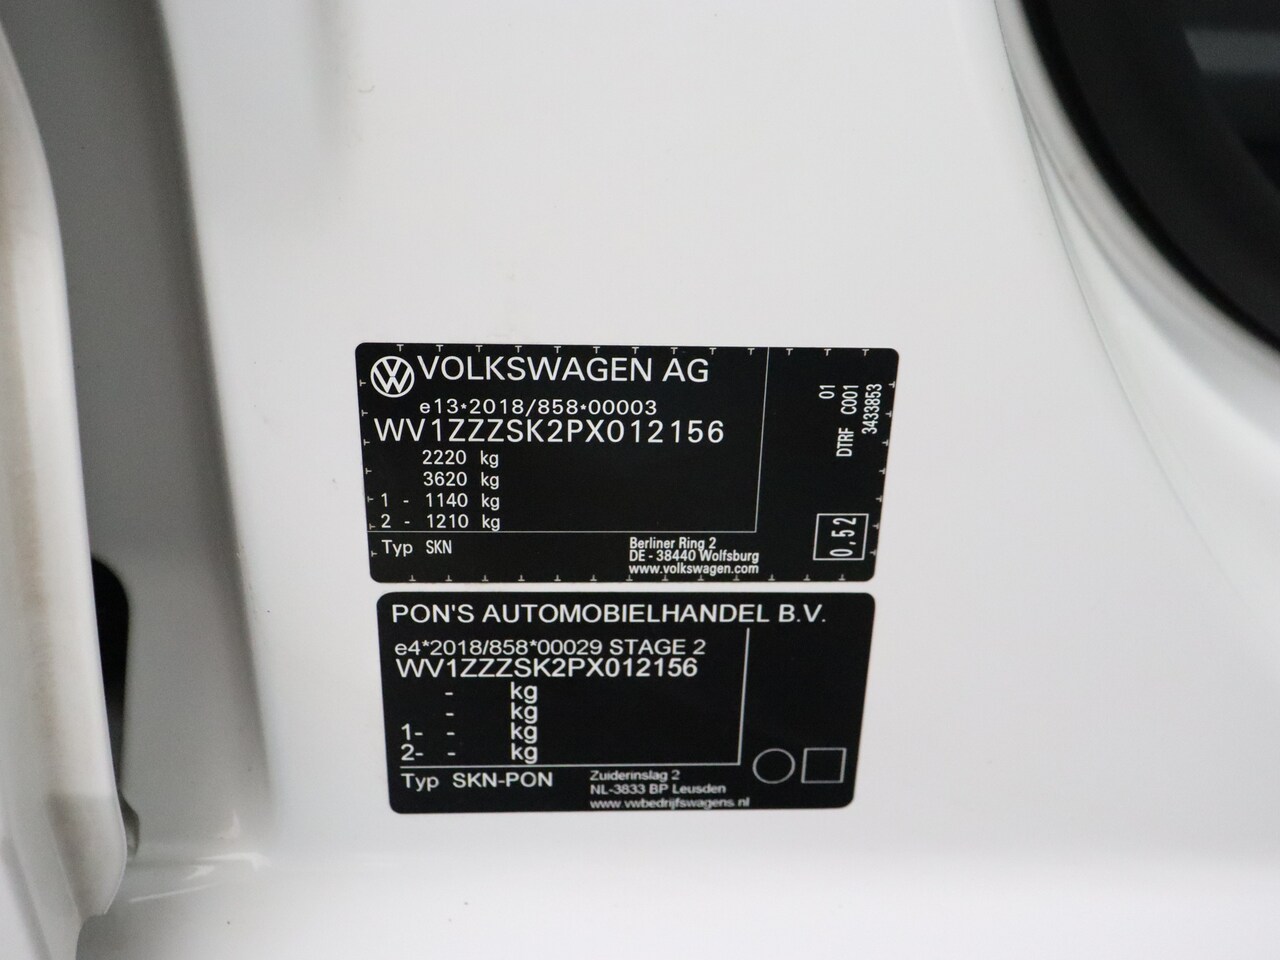 VOLKSWAGEN AG
e13*2018/858*00003
WV1ZZZSK2PX012156
2220 kg
3620 kg
1 - 1140 kg
2 - 1210 kg
Typ SKN
Berliner Ring 2
DE - 38440 Wolfsburg
www.volkswagen.com
01
DTRF C001
3433853
0,52
PON'S AUTOMOBIELHANDEL B.V.
e4*2018/858*00029 STAGE 2
WV1ZZZSK2PX012156
- kg
- kg
1- - kg
2- - kg
Typ SKN-PON
Zuiderinslag 2
NL-3833 BP Leusden
www.vwbedrijfswagens.nl